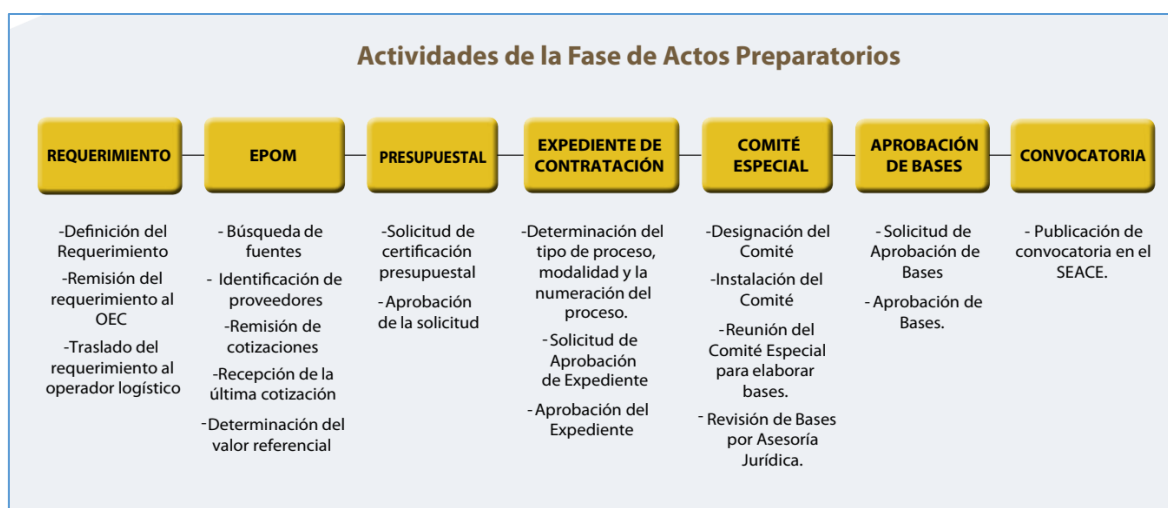 Actividades de la Fase de Actos Preparatorios
REQUERIMIENTO
-Definición del
Requerimiento
-Remisión del
requerimiento al
OEC
-Traslado del
requerimiento al
operador logístico
EPOM
- Búsqueda de
fuentes
- Identificación de
proveedores
-Remisión de
cotizaciones
-Recepción de la
última cotización
-Determinación del
valor referencial
PRESUPUESTAL
-Solicitud de
certificación
presupuestal
-Aprobación
de la solicitud
EXPEDIENTE DE
CONTRATACIÓN
-Determinación del
tipo de proceso,
modalidad y la
numeración del
proceso.
-Solicitud de
Aprobación
de Expediente
-Aprobación del
Expediente
COMITÉ
ESPECIAL
-Designación del
Comité
-Instalación del
Comité
-Reunión del
Comité Especial
para elaborar
bases.
- Revisión de Bases
por Asesoría
Jurídica.
APROBACIÓN
DE BASES
- Solicitud de
Aprobación de
Bases
- Aprobación de
Bases.
CONVOCATORIA
- Publicación de
convocatoria en el
SEACE.